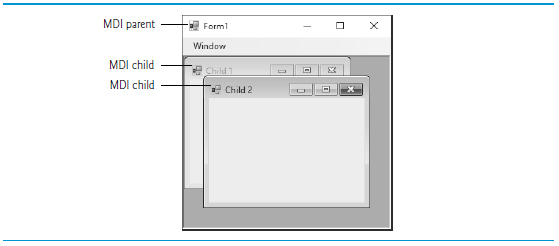 MDI parent
Form1
Window
MDI child
Child 1
MDI child
Child 2